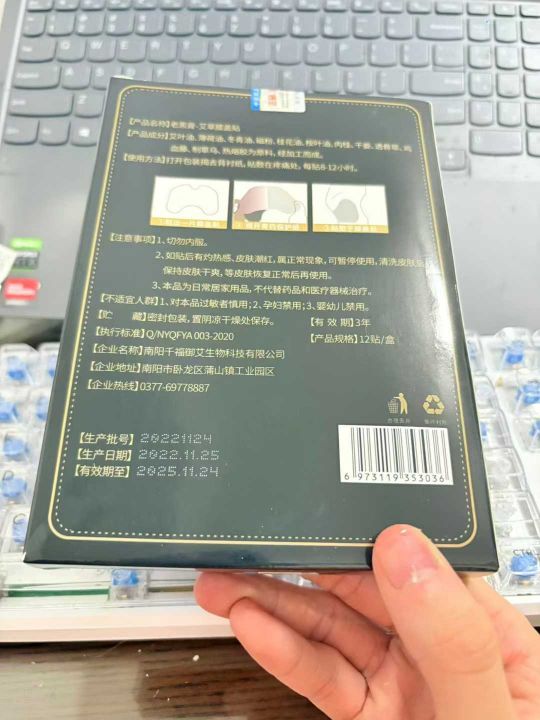 【产品名称】老熊膏·艾草膝盖贴
【产品成分】艾叶油、薄荷油、冬青油、磁粉、桂花油、桉叶油、肉桂、干姜、透骨草、鸡
血藤、制草乌、热熔胶为原料，经加工而成。
【使用方法】打开包装揭去背衬纸，贴敷在疼痛处，每贴8-12小时。
【注意事项】1、切勿内服。
2、如贴后有灼热感、皮肤潮红，属正常现象，可暂停使用，清洗皮肤
保持皮肤干爽，等皮肤恢复正常后再使用。
3、本品为日常居家用品，不代替药品和医疗器械治疗。
【不适宜人群】1、对本品过敏者慎用；2、孕妇禁用；3、婴幼儿禁用。
【贮 藏】密封包装，置阴凉干燥处保存。 【有 效 期】3年
【执行标准】Q/NYQFYA 003-2020 【产品规格】12贴/盒
【企业名称】南阳千福御艾生物科技有限公司
【企业地址】南阳市卧龙区蒲山镇工业园区
【企业热线】0377-69778887
【生产批号】20221124
【生产日期】2022.11.25
【有效期至】2025.11.24
6 973119 353036